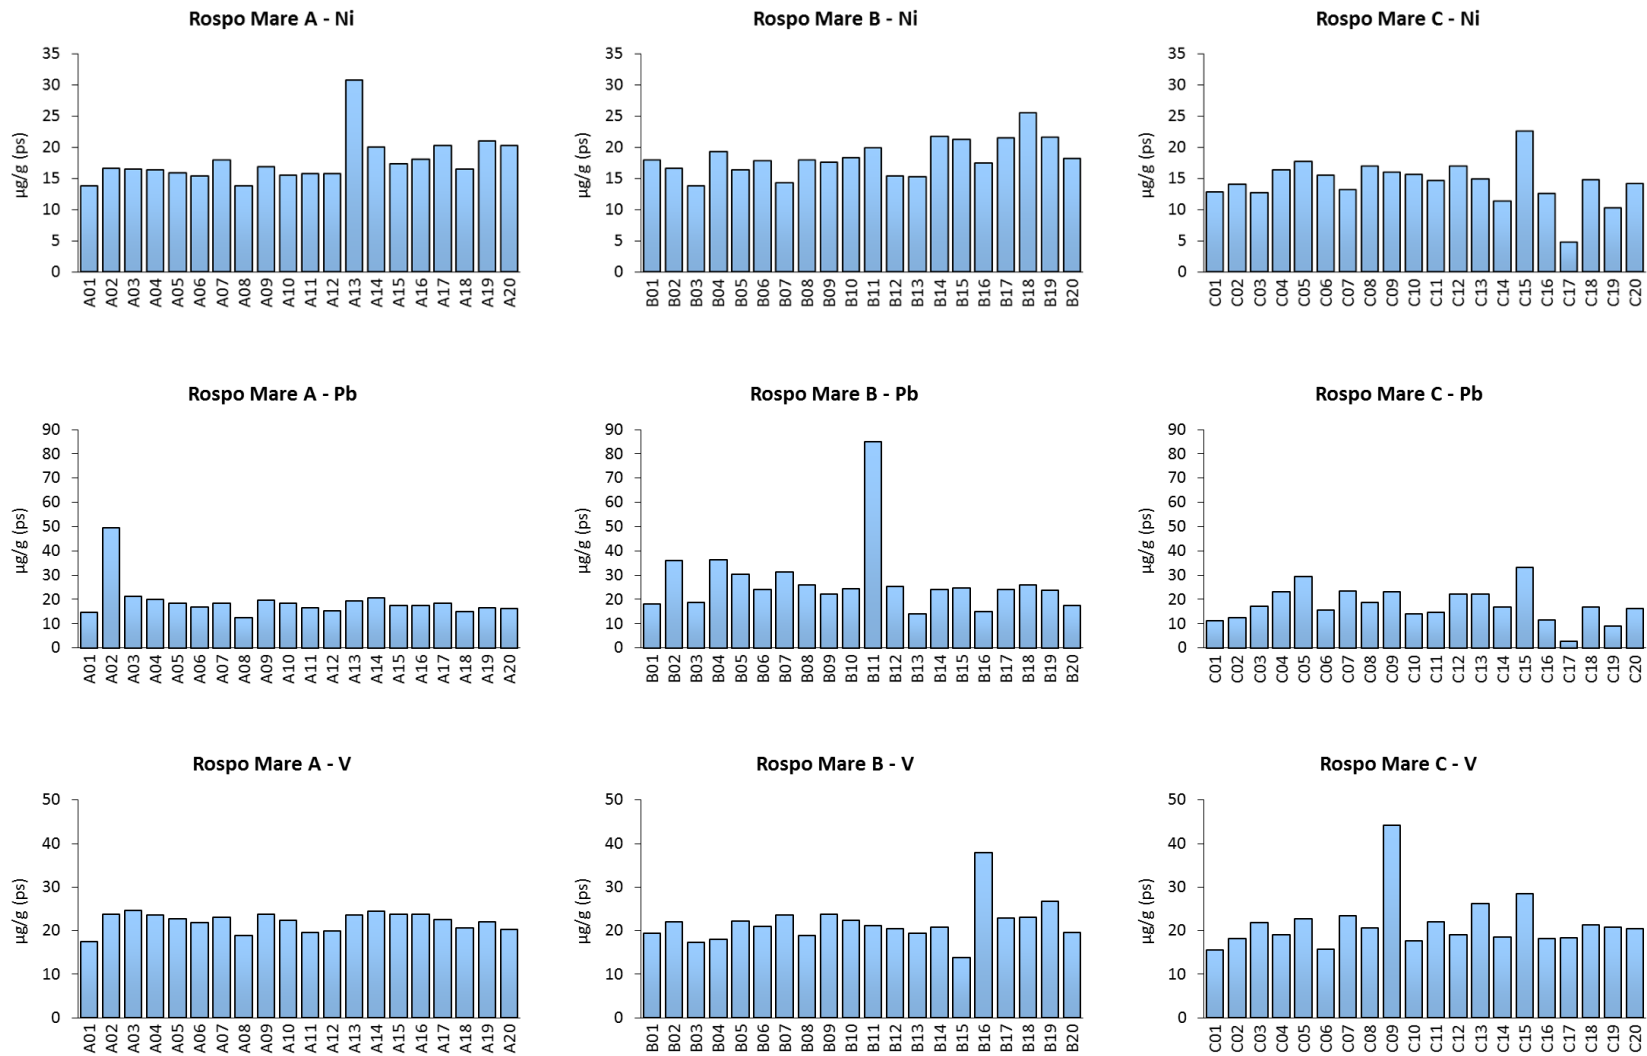 Rospo Mare A - Ni
Rospo Mare B - Ni
Rospo Mare C - Ni
µg/g (ps)
35
30
25
20
15
10
5
0
A01 A02 A03 A04 A05 A06 A07 A08 A09 A10 A11 A12 A13 A14 A15 A16 A17 A18 A19 A20
µg/g (ps)
35
30
25
20
15
10
5
0
B01 B02 B03 B04 B05 B06 B07 B08 B09 B10 B11 B12 B13 B14 B15 B16 B17 B18 B19 B20
µg/g (ps)
35
30
25
20
15
10
5
0
C01 C02 C03 C04 C05 C06 C07 C08 C09 C10 C11 C12 C13 C14 C15 C16 C17 C18 C19 C20
Rospo Mare A - Pb
Rospo Mare B - Pb
Rospo Mare C - Pb
µg/g (ps)
90
80
70
60
50
40
30
20
10
0
A01 A02 A03 A04 A05 A06 A07 A08 A09 A10 A11 A12 A13 A14 A15 A16 A17 A18 A19 A20
µg/g (ps)
90
80
70
60
50
40
30
20
10
0
B01 B02 B03 B04 B05 B06 B07 B08 B09 B10 B11 B12 B13 B14 B15 B16 B17 B18 B19 B20
µg/g (ps)
90
80
70
60
50
40
30
20
10
0
C01 C02 C03 C04 C05 C06 C07 C08 C09 C10 C11 C12 C13 C14 C15 C16 C17 C18 C19 C20
Rospo Mare A - V
Rospo Mare B - V
Rospo Mare C - V
µg/g (ps)
50
40
30
20
10
0
A01 A02 A03 A04 A05 A06 A07 A08 A09 A10 A11 A12 A13 A14 A15 A16 A17 A18 A19 A20
µg/g (ps)
50
40
30
20
10
0
B01 B02 B03 B04 B05 B06 B07 B08 B09 B10 B11 B12 B13 B14 B15 B16 B17 B18 B19 B20
µg/g (ps)
50
40
30
20
10
0
C01 C02 C03 C04 C05 C06 C07 C08 C09 C10 C11 C12 C13 C14 C15 C16 C17 C18 C19 C20